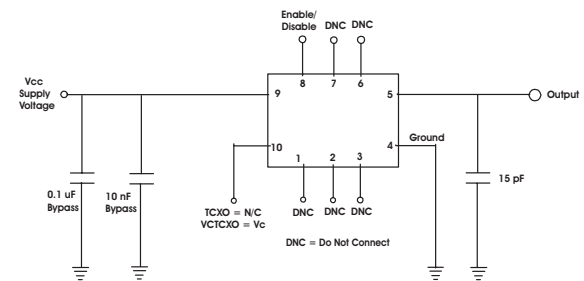 Enable/
Disable
DNC DNC
8 7 6
Vcc
Supply
Voltage
9
5
Output
10
4
Ground
1 2 3
0.1 uF
Bypass
10 nF
Bypass
15 pF
TCXO = N/C
VCTCXO = Vc
DNC DNC DNC
DNC = Do Not Connect